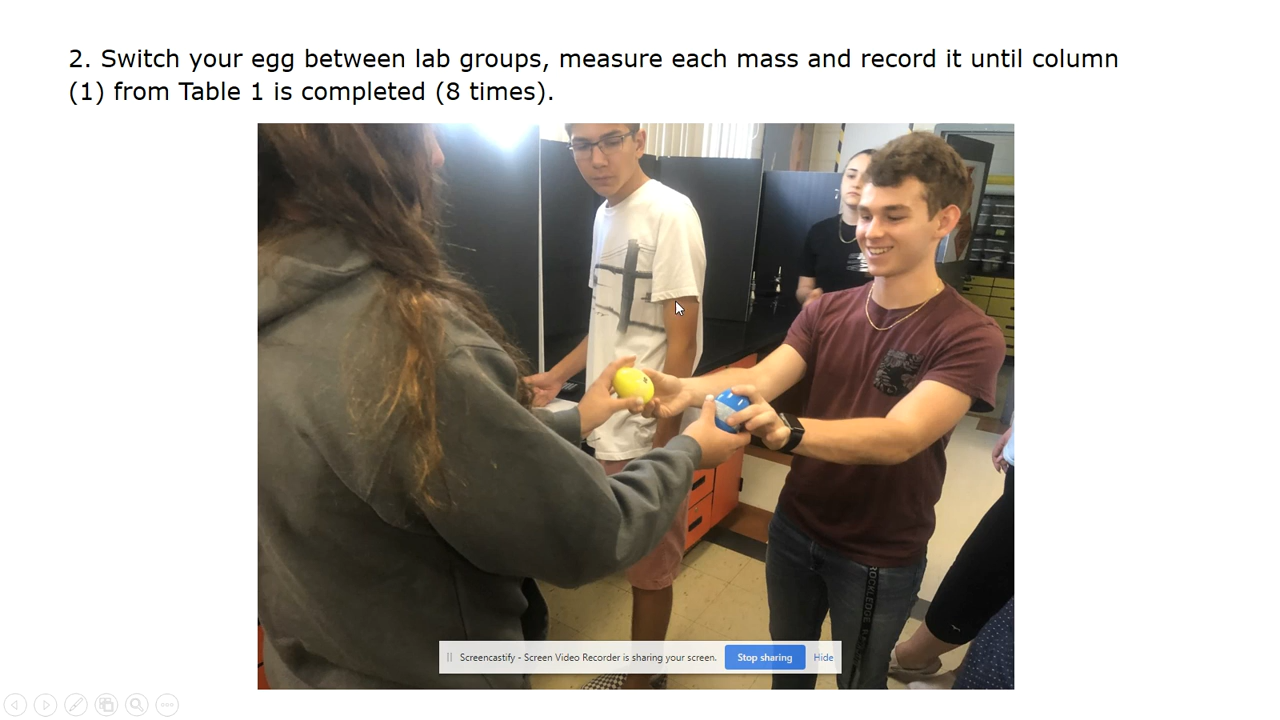 2. Switch your egg between lab groups, measure each mass and record it until column
(1) from Table 1 is completed (8 times).
ROCKLEDGE
Screencastify - Screen Video Recorder is sharing your screen. Stop sharing Hide